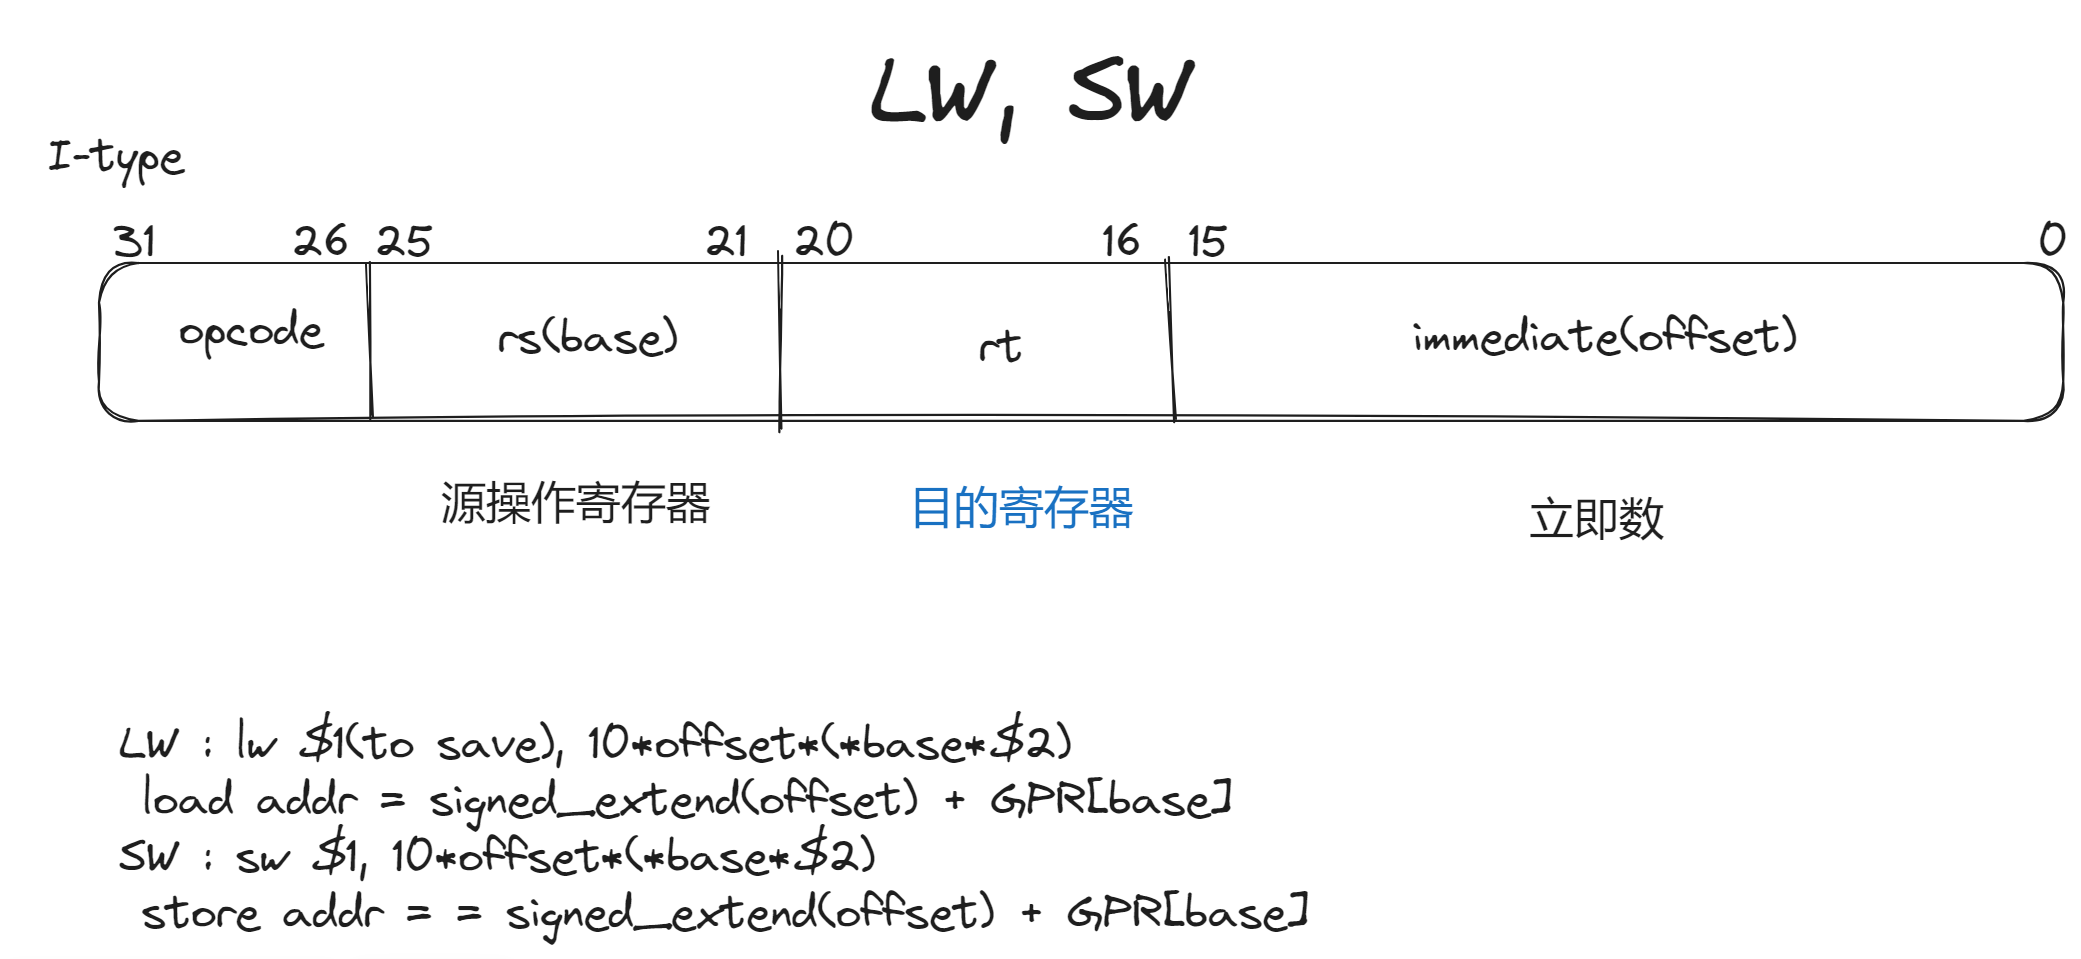 LW, SW
I-type
31 26 25 21 20 16 15 0
opcode rs(base) rt immediate(offset)
源操作寄存器 目的寄存器 立即数
LW : lw $1(to save), 10*offset*(*base*$2)
load addr = signed_extend(offset) + GPR[base]
SW : sw $1, 10*offset*(*base*$2)
store addr = = signed_extend(offset) + GPR[base]